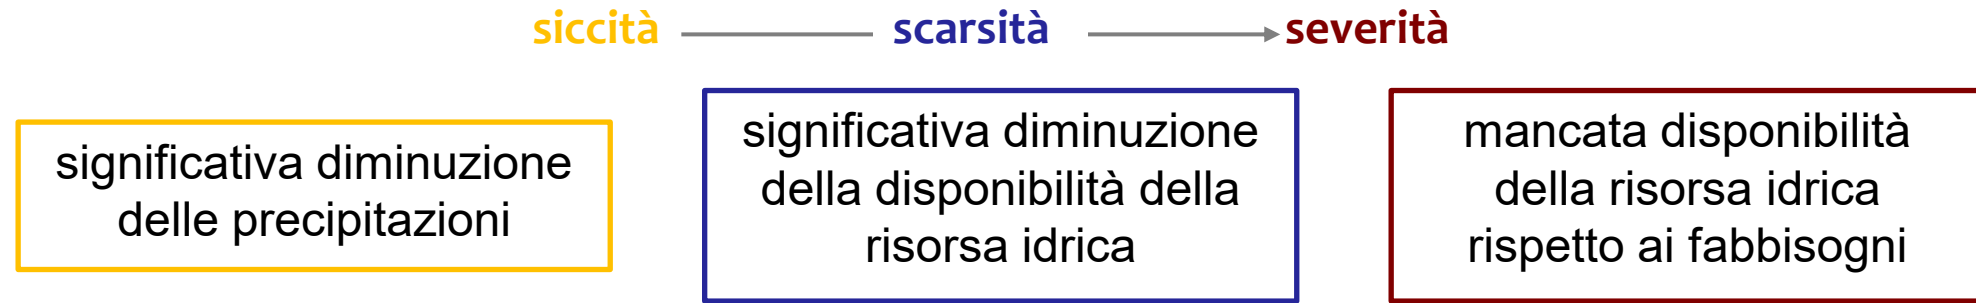 siccità scarsità severità
significativa diminuzione
delle precipitazioni
significativa diminuzione
della disponibilità della
risorsa idrica
mancata disponibilità
della risorsa idrica
rispetto ai fabbisogni